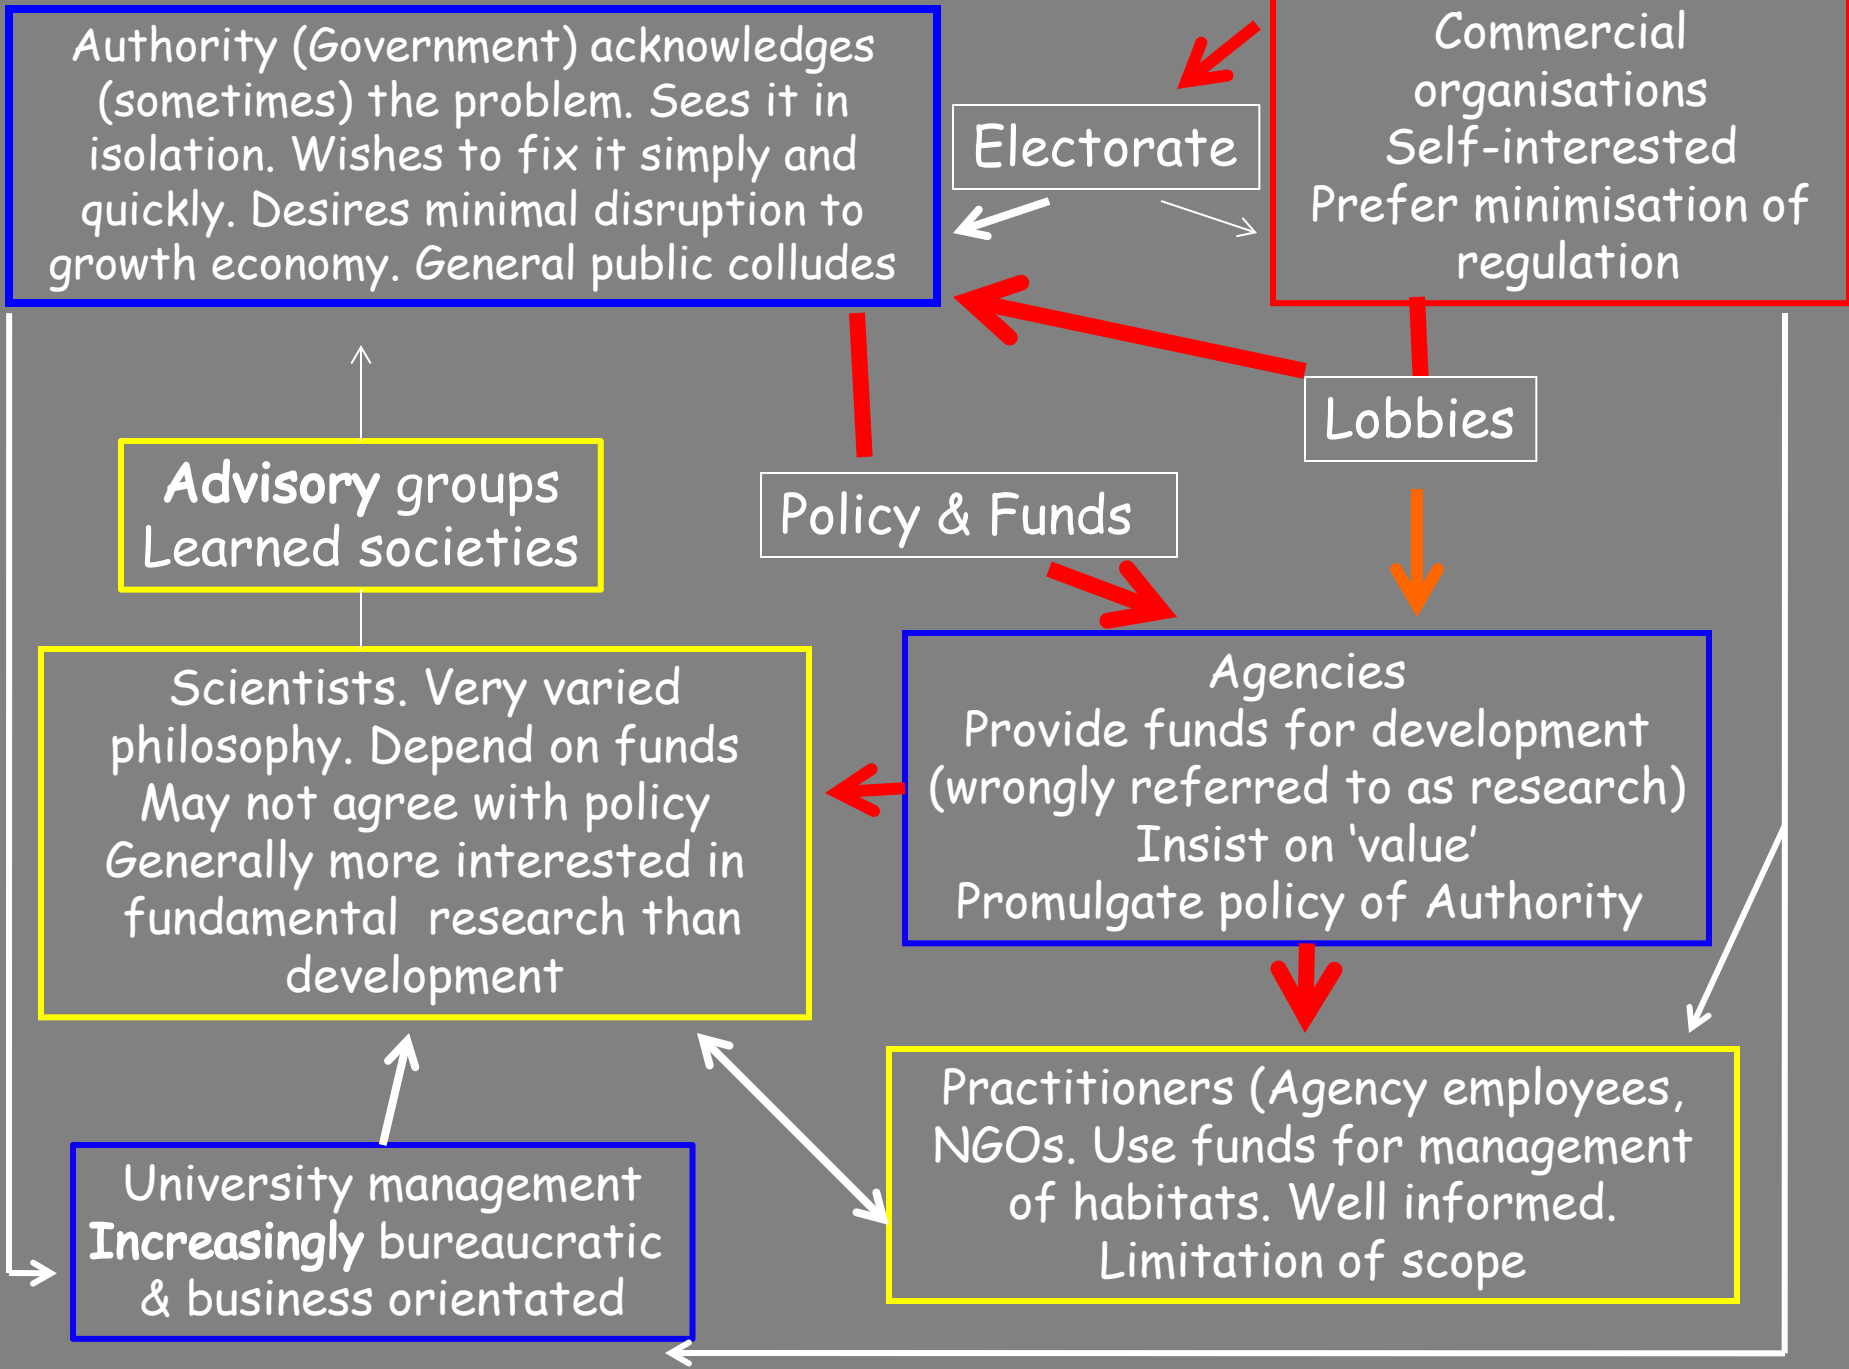 Authority (Government) acknowledges
(sometimes) the problem. Sees it in
isolation. Wishes to fix it simply and
quickly. Desires minimal disruption to
growth economy. General public colludes
Electorate
Commercial
organisations
Self-interested
Prefer minimisation of
regulation
Lobbies
Advisory groups
Learned societies
Policy & Funds
Scientists. Very varied
philosophy. Depend on funds
May not agree with policy
Generally more interested in
fundamental  research than
development
Agencies
Provide funds for development
(wrongly referred to as research)
Insist on ‘value’
Promulgate policy of Authority
University management
Increasingly bureaucratic
& business orientated
Practitioners (Agency employees,
NGOs. Use funds for management
of habitats. Well informed.
Limitation of scope